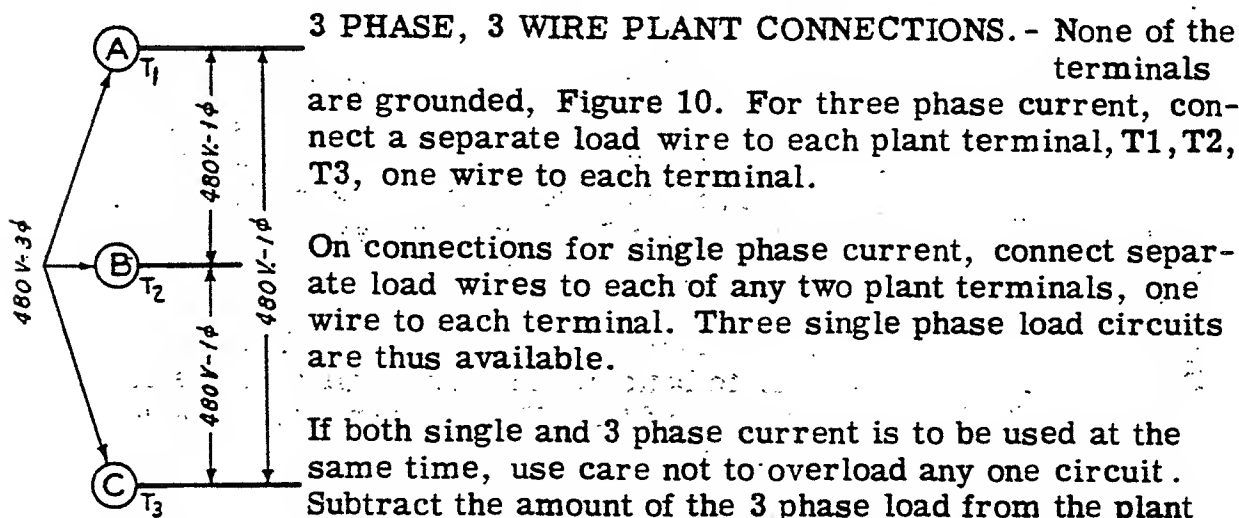 3 PHASE, 3 WIRE PLANT CONNECTIONS. - None of the
terminals
are grounded, Figure 10. For three phase current, con-
nect a separate load wire to each plant terminal, T1, T2,
T3, one wire to each terminal.
On connections for single phase current, connect separ-
ate load wires to each of any two plant terminals, one
wire to each terminal. Three single phase load circuits
are thus available.
If both single and 3 phase current is to be used at the
same time, use care not to overload any one circuit.
Subtract the amount of the 3 phase load from the plant
A
T1
480V-1ϕ
480V-1ϕ
480V-3ϕ
B
T2
480V-1ϕ
C
T3